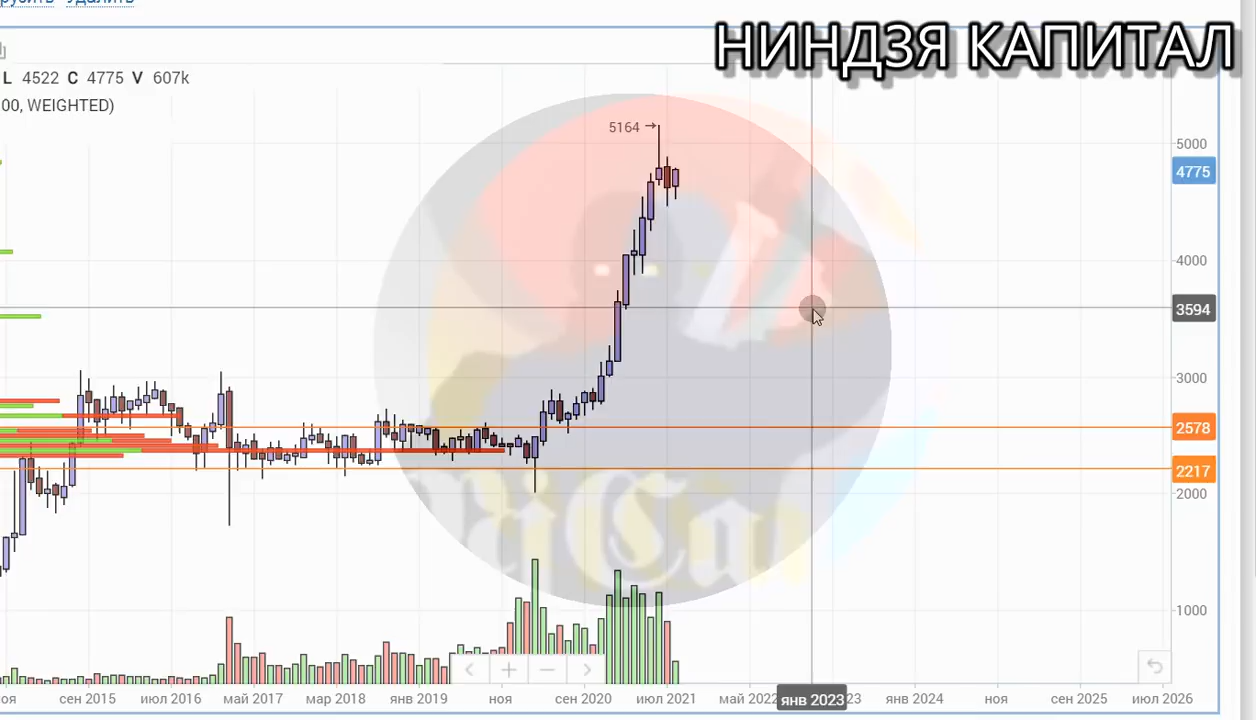 НИНДЗЯ КАПИТАЛ
L 4522 C 4775 V 607k
00, WEIGHTED)
5164 →
5000
4775
4000
3594
3000
2578
2217
2000
1000
сен 2015 июл 2016 май 2017 мар 2018 янв 2019 ноя сен 2020 июл 2021 май 2022 янв 2023 23 янв 2024 ноя сен 2025 июл 2026